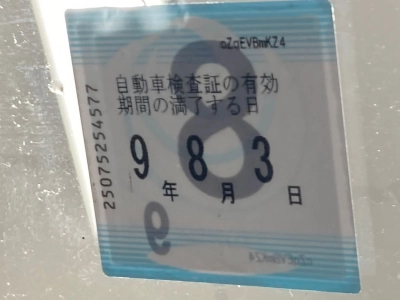 oZqEVBmKZ4
自動車検査証の有効
期間の満了する日
9年8月3日
25075254577